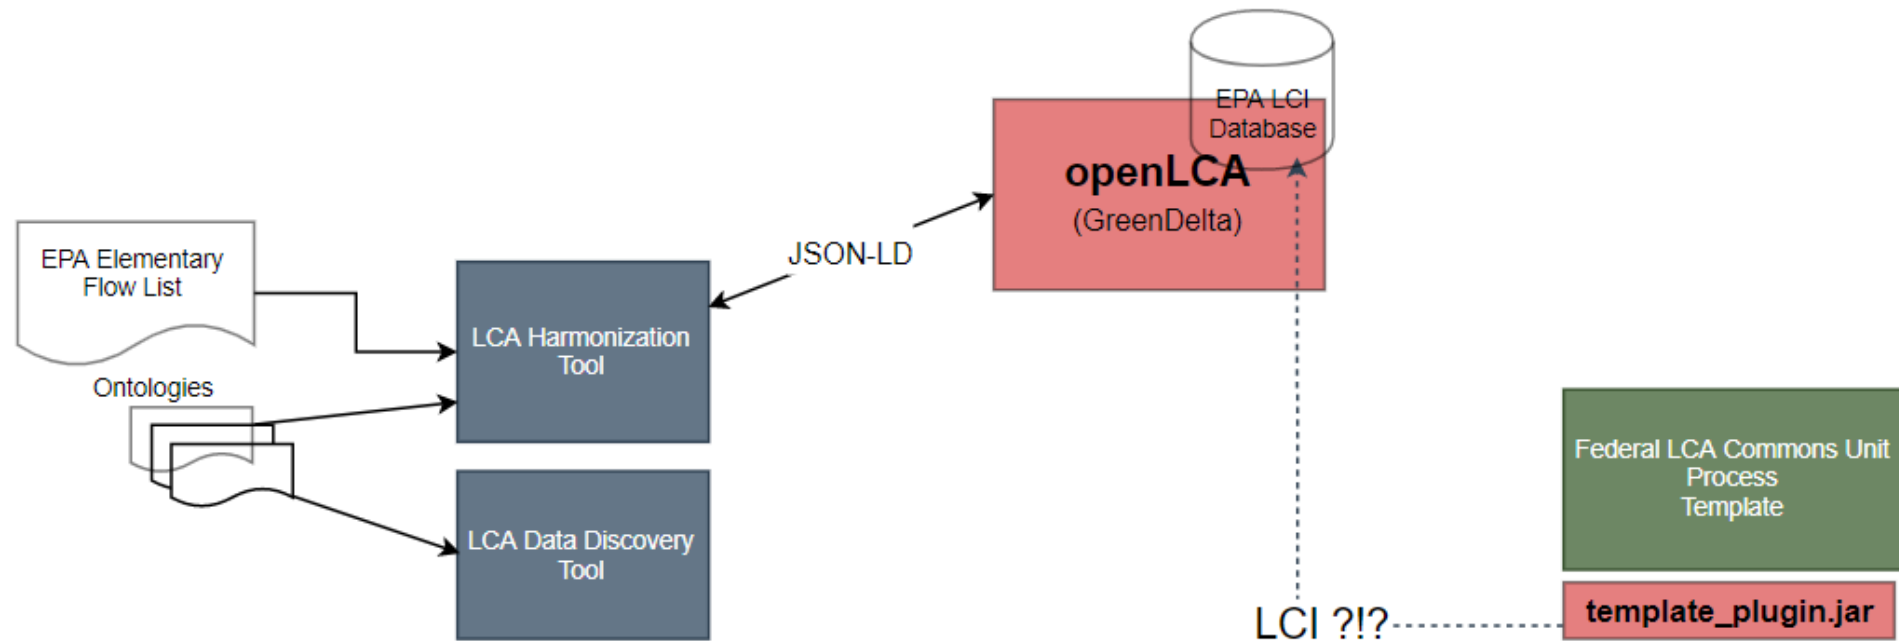 EPA LCI
Database
openLCA
(GreenDelta)
JSON-LD
EPA Elementary
Flow List
LCA Harmonization
Tool
Ontologies
LCA Data Discovery
Tool
Federal LCA Commons Unit
Process
Template
template_plugin.jar
LCI ?!?